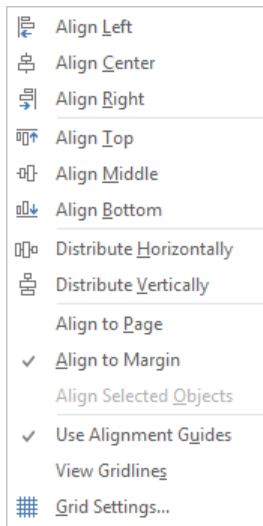 Align Left
Align Center
Align Right
Align Top
Align Middle
Align Bottom
Distribute Horizontally
Distribute Vertically
Align to Page
Align to Margin
Align Selected Objects
Use Alignment Guides
View Gridlines
Grid Settings...